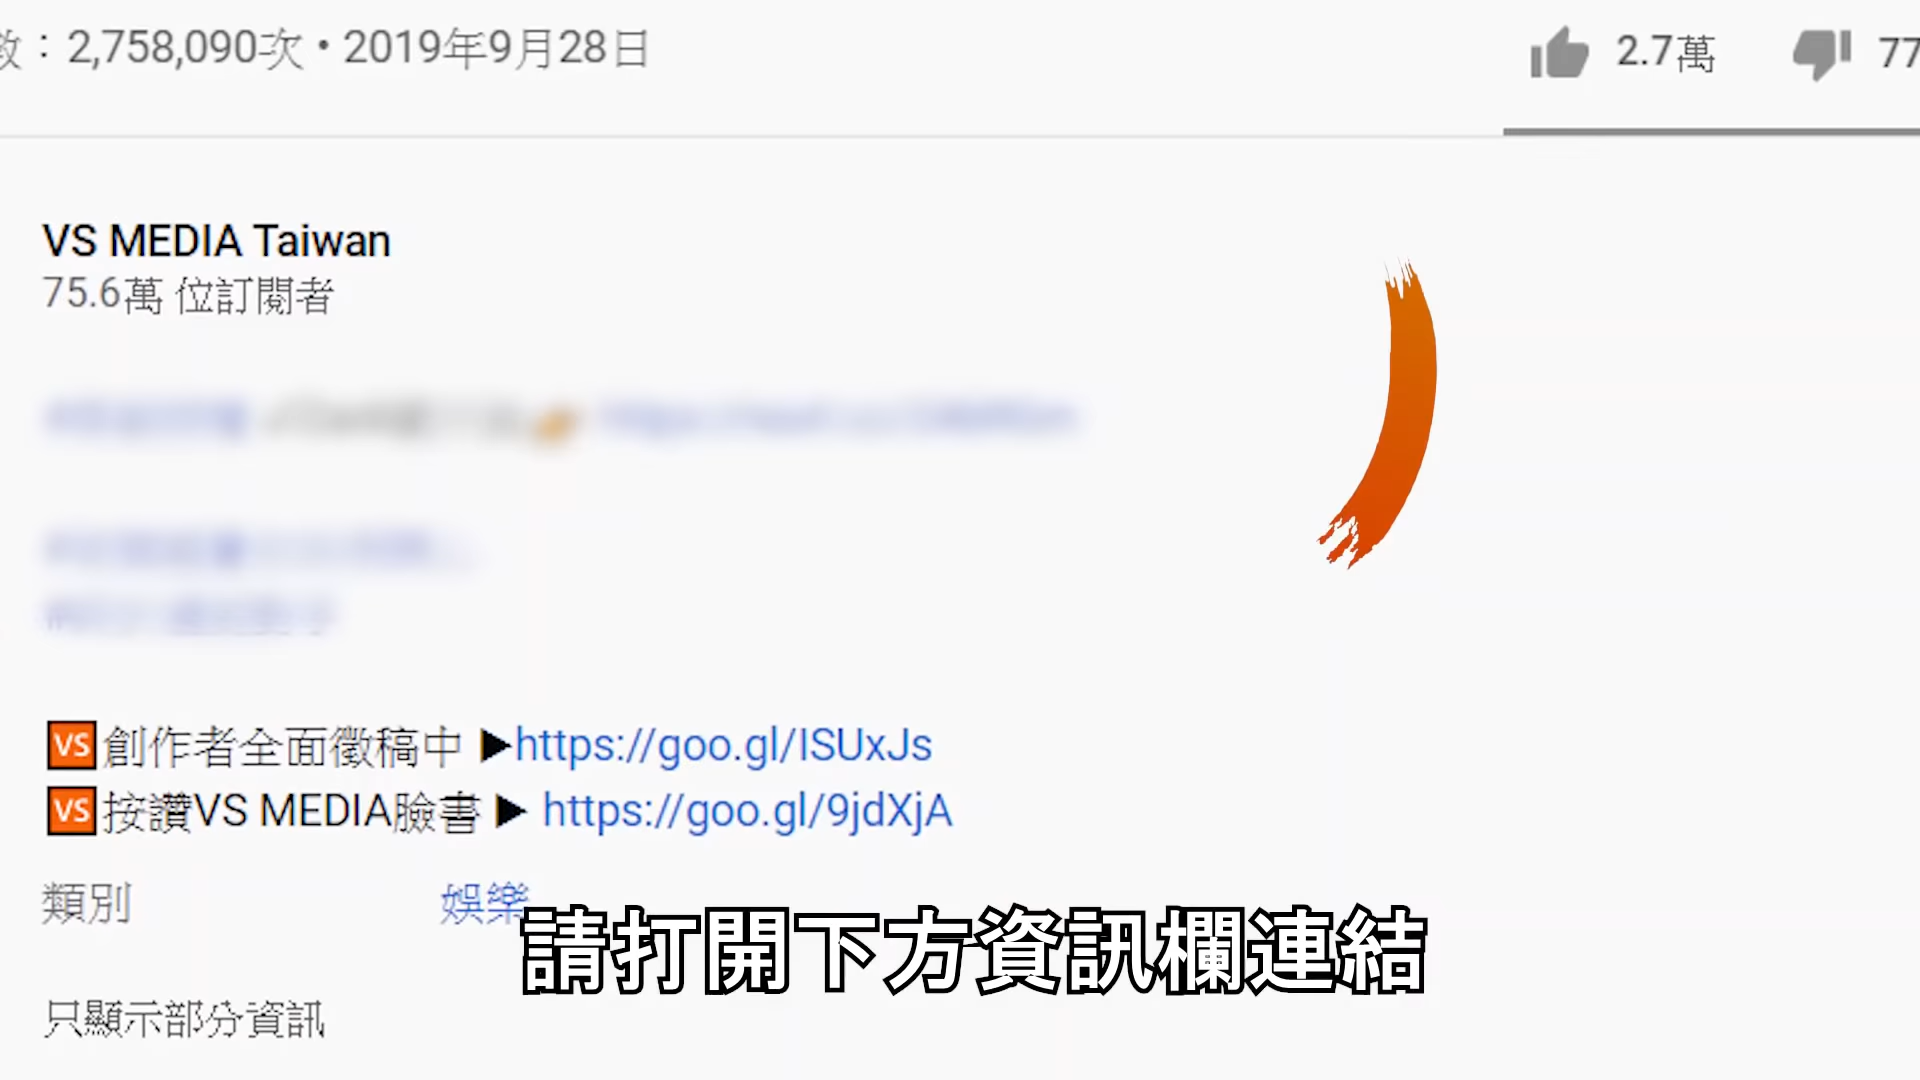 數：2,758,090次 • 2019年9月28日
2.7萬
77
VS MEDIA Taiwan
75.6萬 位訂閱者
VS創作者全面徵稿中 ▶https://goo.gl/ISUxJs
VS按讚VS MEDIA臉書 ▶ https://goo.gl/9jdXjA
類別 娛樂
請打開下方資訊欄連結
只顯示部分資訊